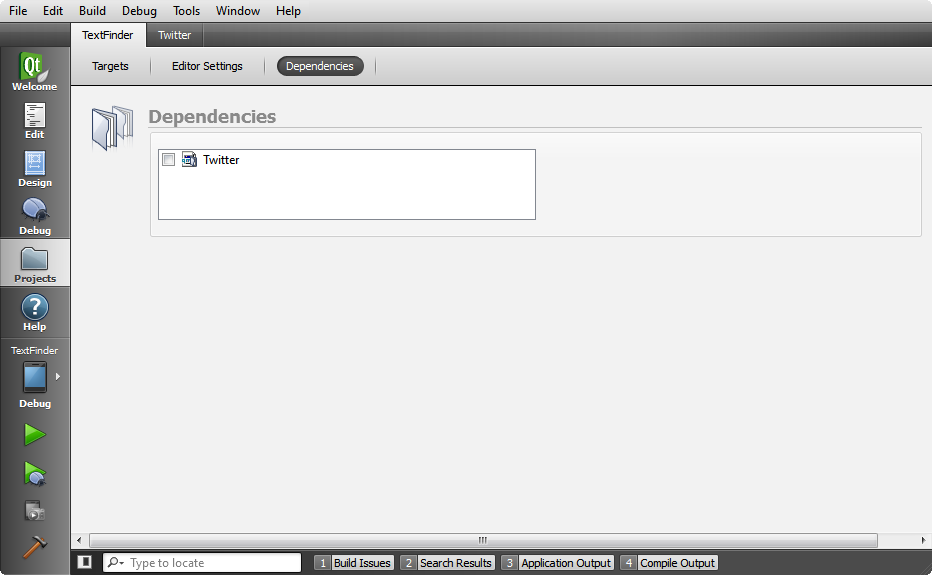 File Edit Build Debug Tools Window Help
TextFinder Twitter
Targets Editor Settings Dependencies
Qt
Welcome
Edit
Design
Debug
Projects
Help
TextFinder
Debug
Dependencies
Twitter
Type to locate 1 Build Issues 2 Search Results 3 Application Output 4 Compile Output